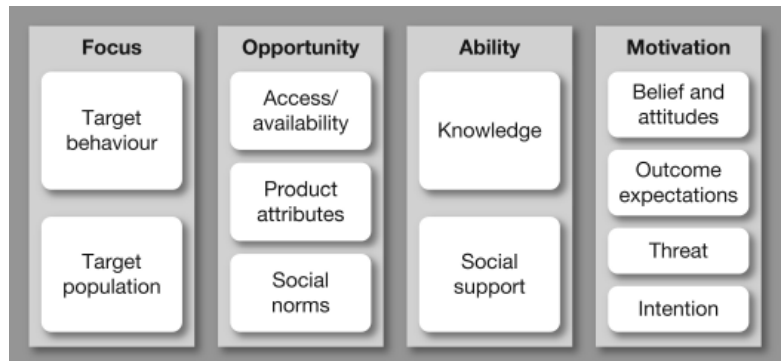 Focus
Target
behaviour
Target
population
Opportunity
Access/
availability
Product
attributes
Social
norms
Ability
Knowledge
Social
support
Motivation
Belief and
attitudes
Outcome
expectations
Threat
Intention